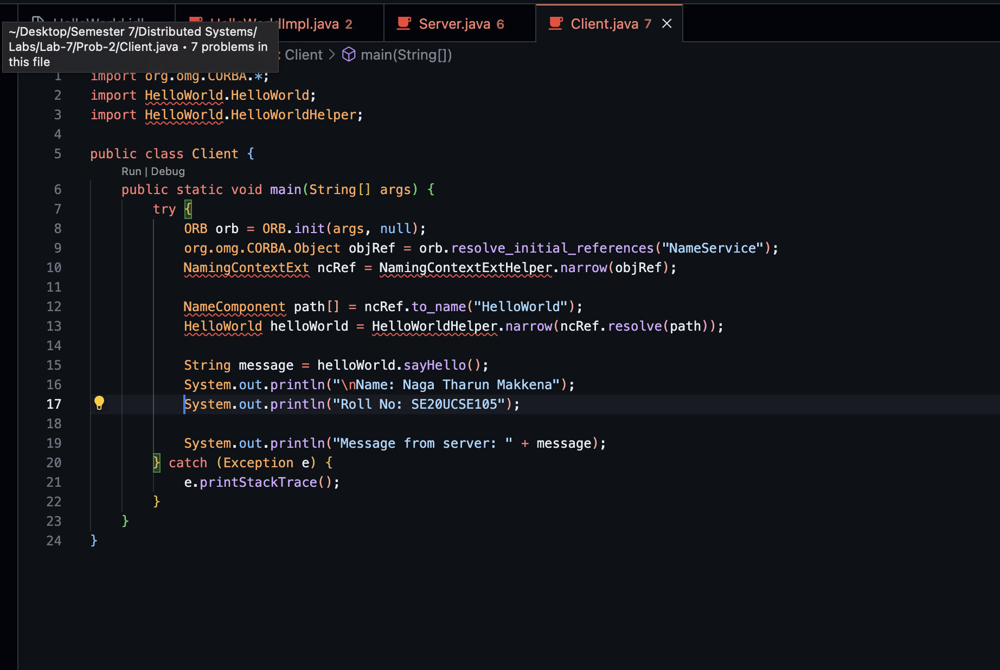 HelloWorldImpl.java 2
Server.java 6
Client.java 7
~/Desktop/Semester 7/Distributed Systems/
Labs/Lab-7/Prob-2/Client.java • 7 problems in
this file
Client > main(String[])
1 import org.omg.CORBA.*;
2 import HelloWorld.HelloWorld;
3 import HelloWorld.HelloWorldHelper;
4
5 public class Client {
Run | Debug
6 public static void main(String[] args) {
7 try {
8 ORB orb = ORB.init(args, null);
9 org.omg.CORBA.Object objRef = orb.resolve_initial_references("NameService");
10 NamingContextExt ncRef = NamingContextExtHelper.narrow(objRef);
11
12 NameComponent path[] = ncRef.to_name("HelloWorld");
13 HelloWorld helloWorld = HelloWorldHelper.narrow(ncRef.resolve(path));
14
15 String message = helloWorld.sayHello();
16 System.out.println("\nName: Naga Tharun Makkena");
17 System.out.println("Roll No: SE20UCSE105");
18
19 System.out.println("Message from server: " + message);
20 } catch (Exception e) {
21 e.printStackTrace();
22 }
23 }
24 }